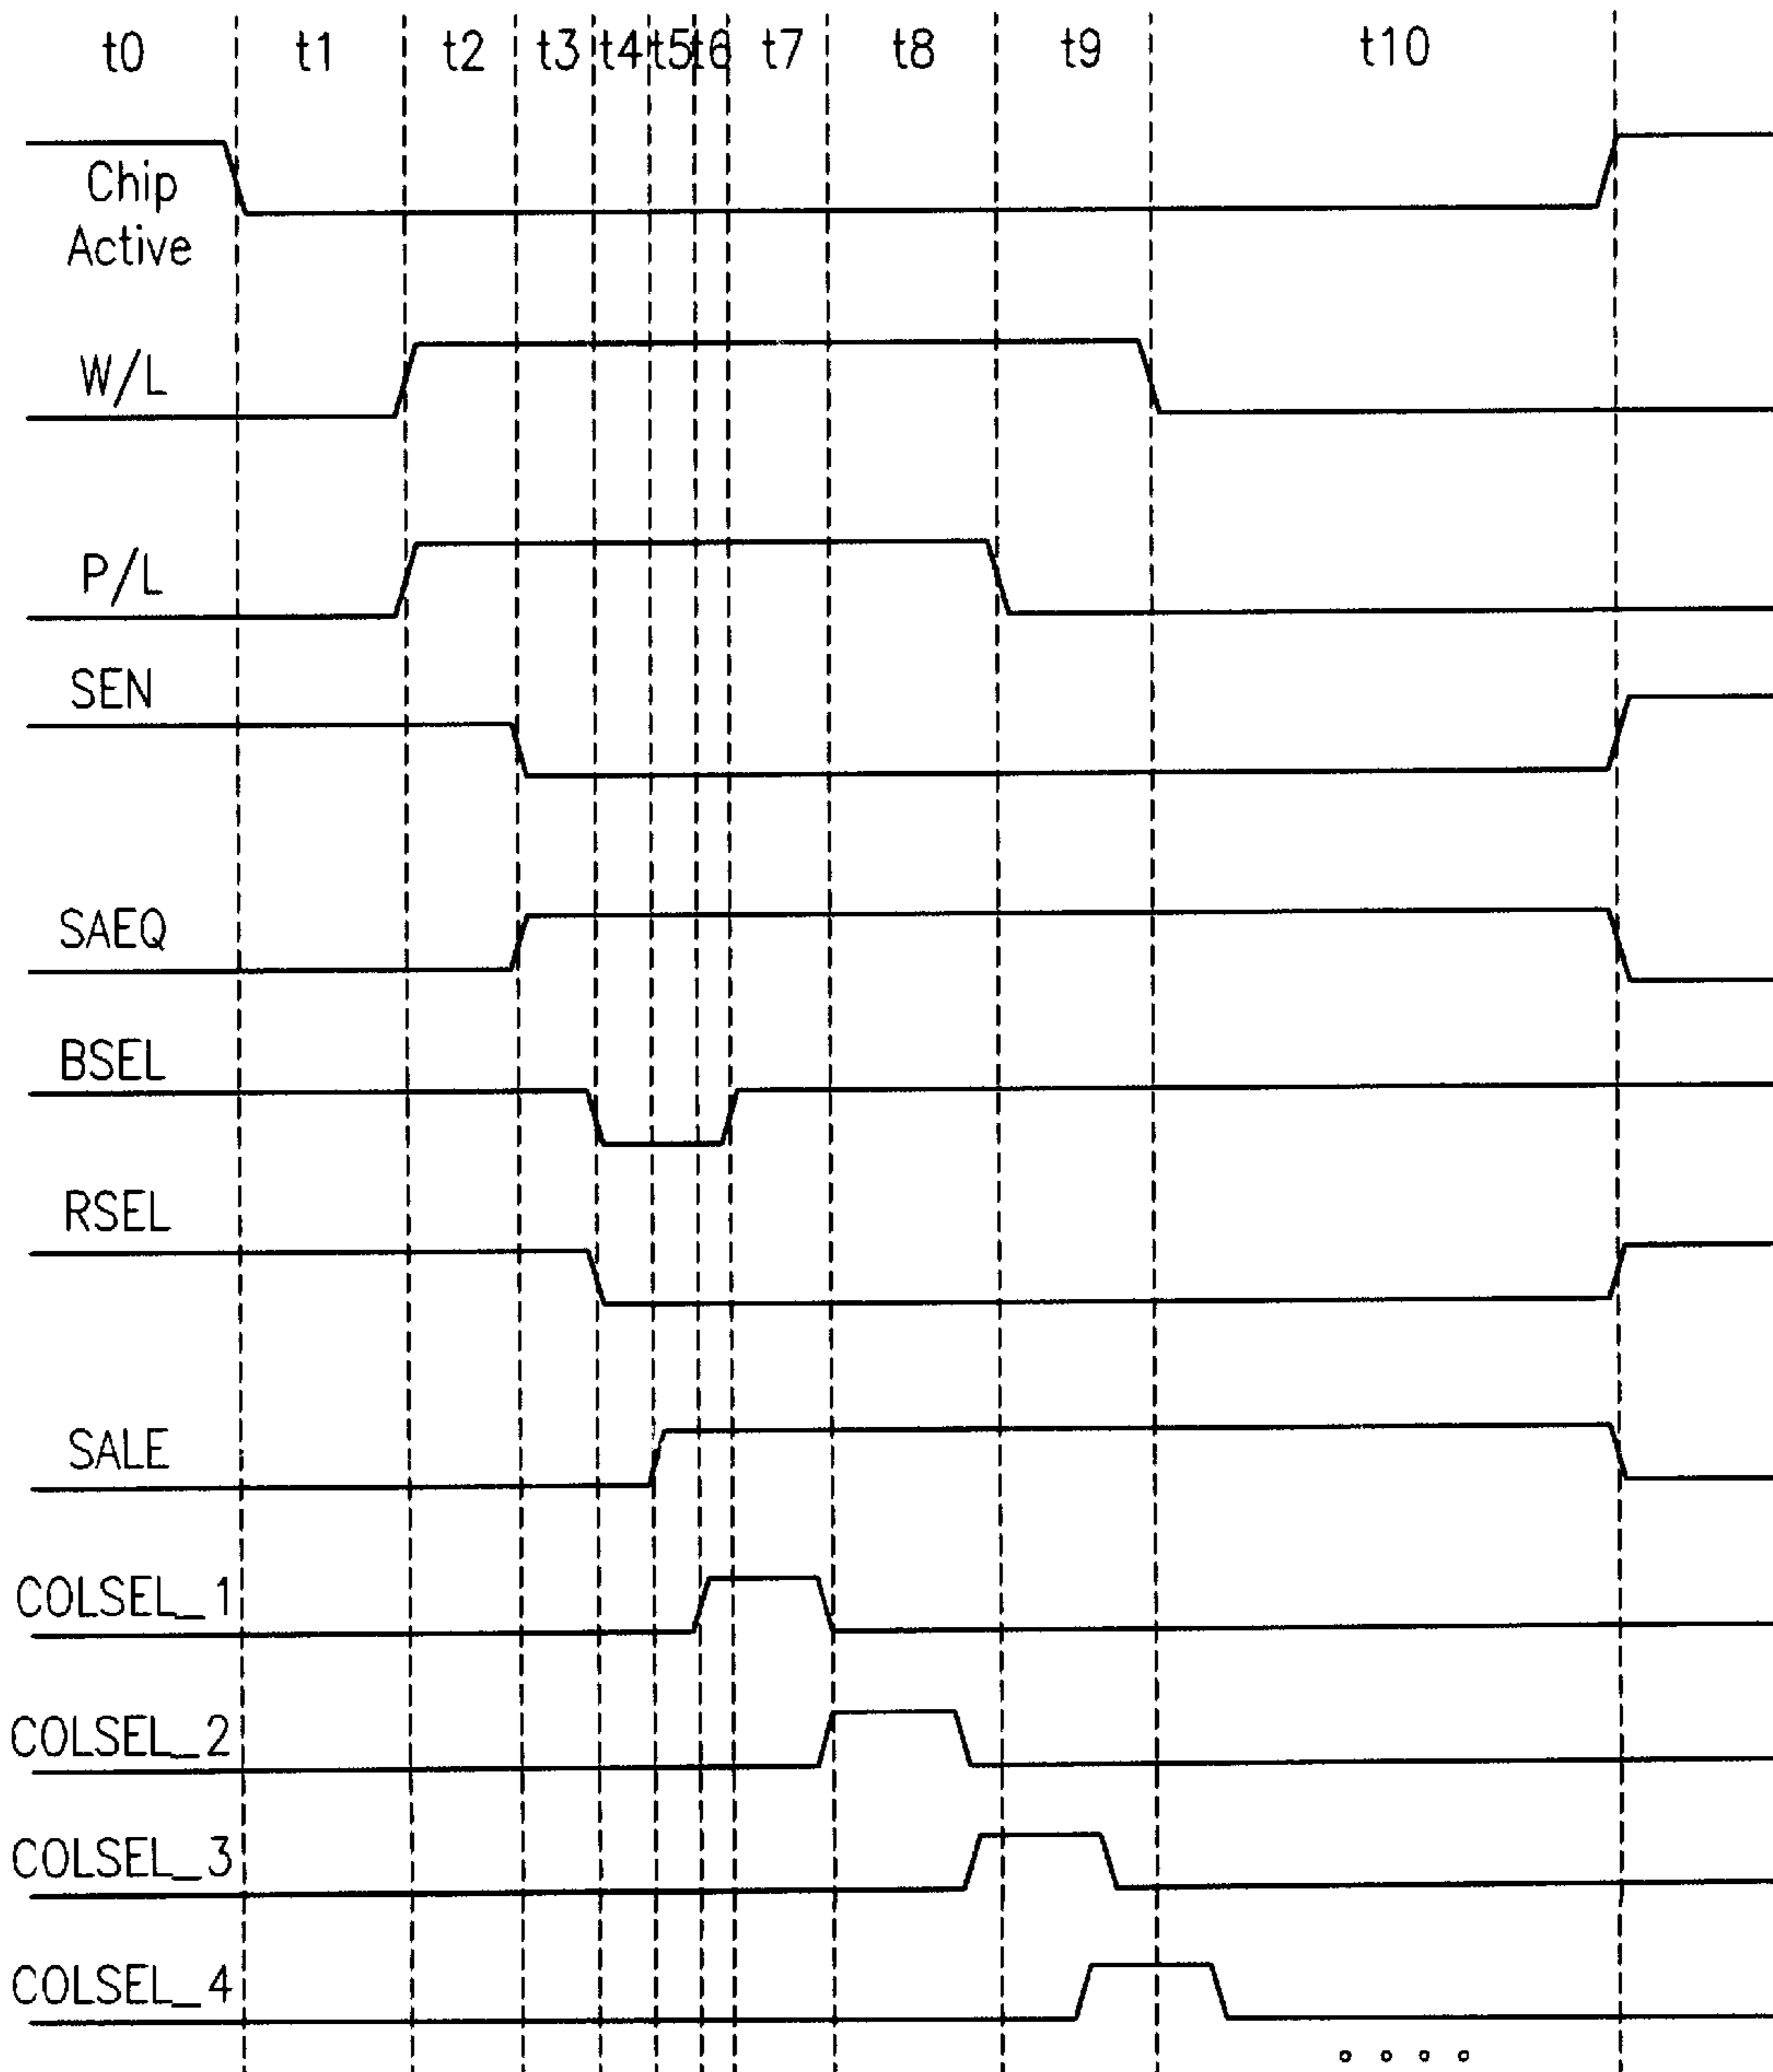 t0 t1 t2 t3 t4 t5 t6 t7 t8 t9 t10
Chip
Active
W/L
P/L
SEN
SAEQ
BSEL
RSEL
SALE
COLSEL_1
COLSEL_2
COLSEL_3
COLSEL_4